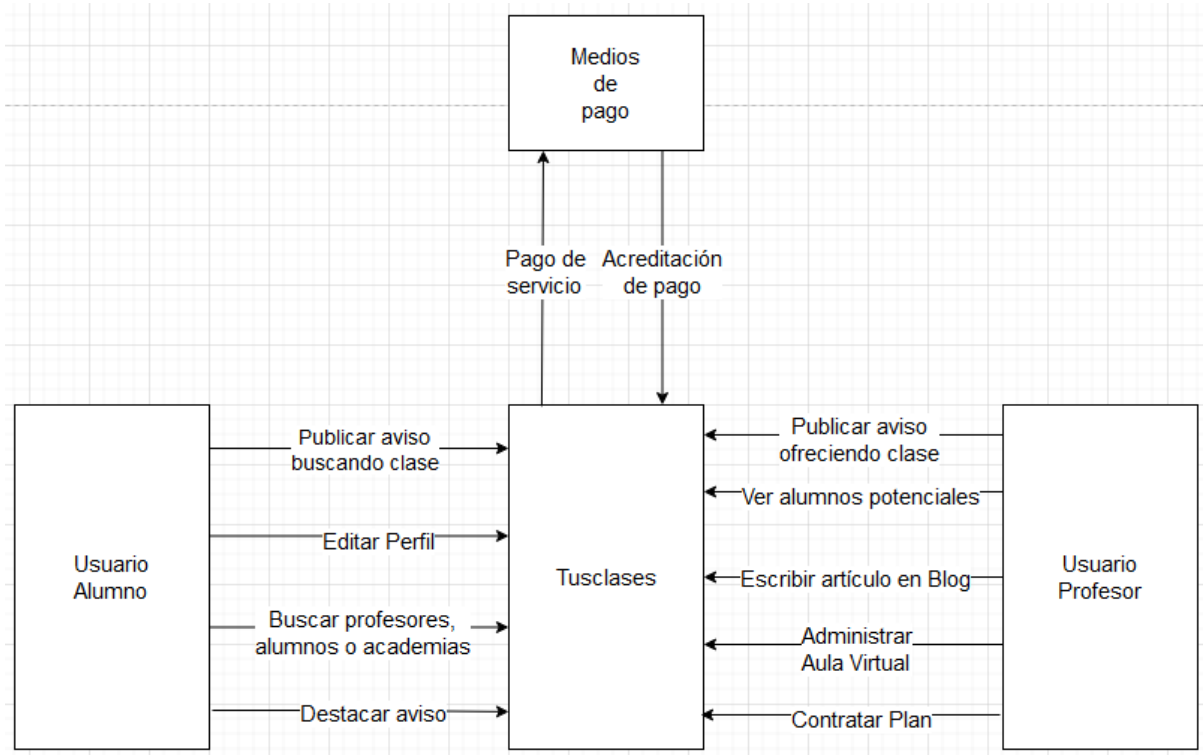 Medios
de
pago
Pago de
servicio
Acreditación
de pago
Usuario
Alumno
Publicar aviso
buscando clase
Editar Perfil
Buscar profesores,
alumnos o academias
Destacar aviso
Tusclases
Publicar aviso
ofreciendo clase
Ver alumnos potenciales
Escribir artículo en Blog
Administrar
Aula Virtual
Contratar Plan
Usuario
Profesor